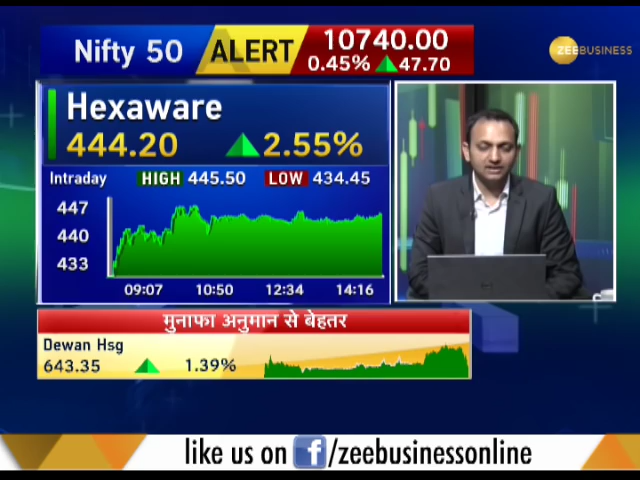 Nifty 50
ALERT
10740.00
0.45% 47.70
ZEEBUSINESS
Hexaware
444.20 2.55%
Intraday HIGH 445.50 LOW 434.45
447
440
433
09:07 10:50 12:34 14:16
मुनाफा अनुमान से बेहतर
Dewan Hsg
643.35 1.39%
like us on f/zeebusinessonline